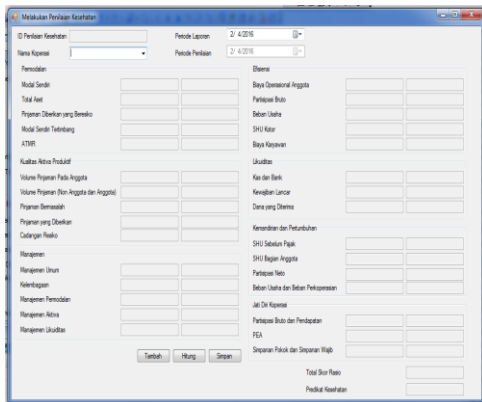 Melakukan Penilaian Kesehatan
ID Penilaian Kesehatan
Periode Laporan
2/ 4/2016
Nama Koperasi
Periode Penilaian
2/ 4/2016
Permodalan
Modal Sendiri
Total Aset
Pinjaman Diberikan yang Beresiko
Modal Sendiri Tertimbang
ATMR
Kualitas Aktiva Produktif
Volume Pinjaman Pada Anggota
Volume Pinjaman (Non Anggota dan Anggota)
Pinjaman Bermasalah
Pinjaman yang Diberikan
Cadangan Resiko
Manajemen
Manajemen Umum
Kelembagaan
Manajemen Permodalan
Manajemen Aktiva
Manajemen Likuiditas
Tambah
Hitung
Simpan
Efisiensi
Biaya Operasional Anggota
Partisipasi Bruto
Beban Usaha
SHU Kotor
Biaya Karyawan
Likuiditas
Kas dan Bank
Kewajiban Lancar
Dana yang Diterima
Kemandirian dan Pertumbuhan
SHU Sebelum Pajak
SHU Bagian Anggota
Partisipasi Neto
Beban Usaha dan Beban Perkoperasian
Jati Diri Koperasi
Partisipasi Bruto dan Pendapatan
PEA
Simpanan Pokok dan Simpanan Wajib
Total Skor Rasio
Predikat Kesehatan